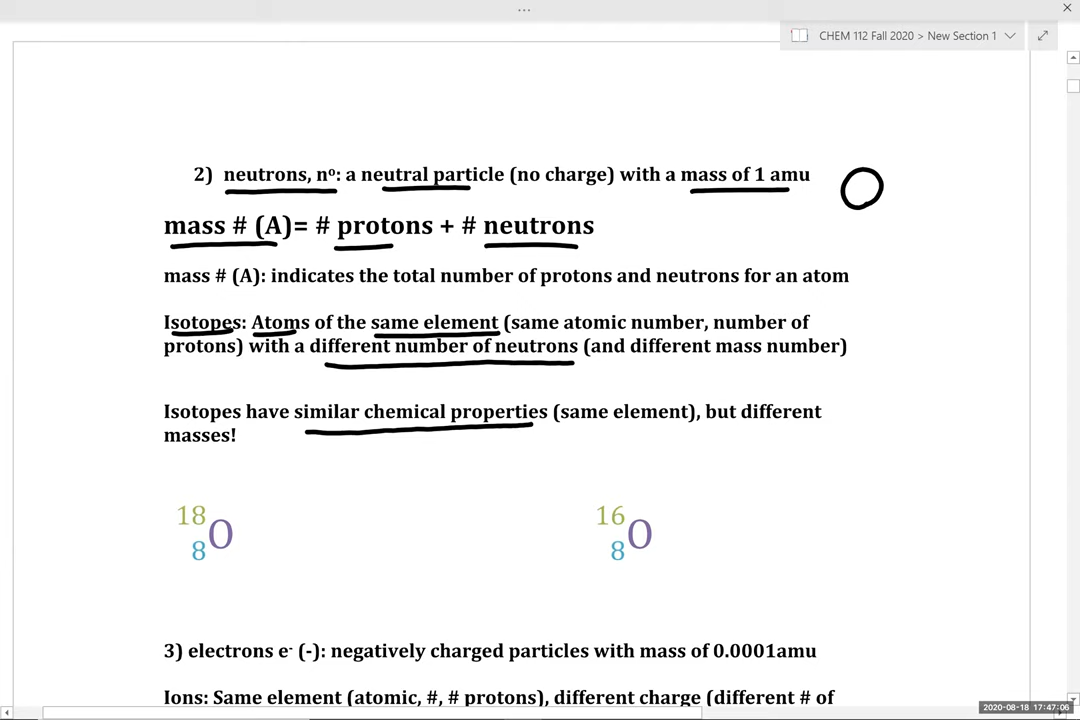 CHEM 112 Fall 2020 > New Section 1
2) neutrons, nº: a neutral particle (no charge) with a mass of 1 amu
mass # (A)= # protons + # neutrons
mass # (A): indicates the total number of protons and neutrons for an atom
Isotopes: Atoms of the same element (same atomic number, number of
protons) with a different number of neutrons (and different mass number)
Isotopes have similar chemical properties (same element), but different
masses!
18
8 O
16
8 O
3) electrons e- (-): negatively charged particles with mass of 0.0001amu
Ions: Same element (atomic, #, # protons), different charge (different # of
2020-08-18 17:47:06